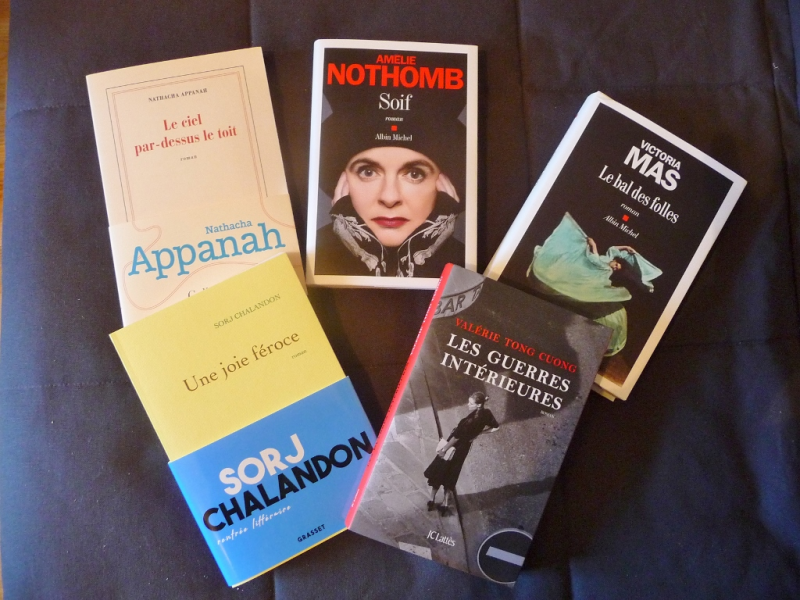 NATHACHA APPANAH
Le ciel
par-dessus le toit
roman
Nathacha
Appanah
AMÉLIE
NOTHOMB
Soif
roman
Albin Michel
VICTORIA
MAS
Le bal des folles
roman
Albin Michel
SORJ CHALANDON
Une joie féroce
roman
SORJ
CHALANDON
rentrée littéraire
GRASSET
BAR
VALÉRIE TONG CUONG
LES GUERRES
INTÉRIEURES
roman
JC Lattès